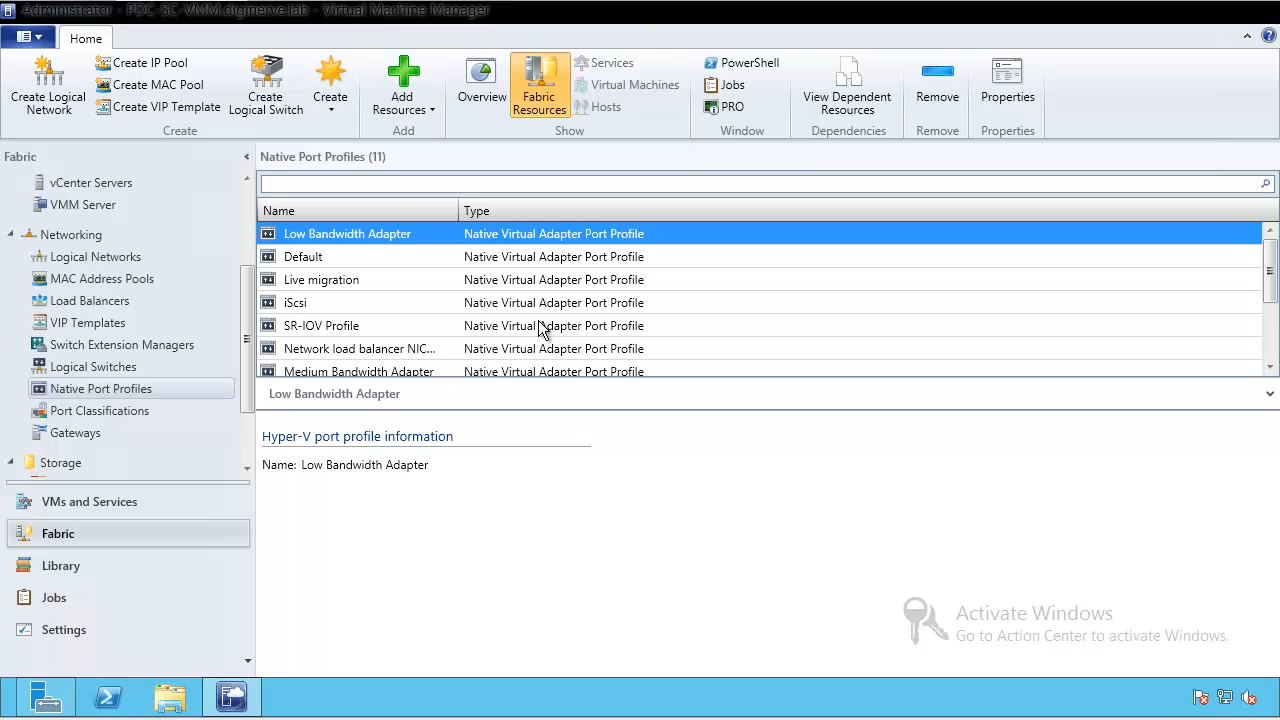 Administrator - PDC-SC-VMM.diginerve.lab - Virtual Machine Manager
Home
Create Logical Network
Create IP Pool
Create MAC Pool
Create VIP Template
Create Logical Switch
Create
Create
Add Resources
Add
Overview
Fabric Resources
Services
Virtual Machines
Hosts
Show
PowerShell
Jobs
PRO
Window
View Dependent Resources
Dependencies
Remove
Remove
Properties
Properties
Fabric
vCenter Servers
VMM Server
Networking
Logical Networks
MAC Address Pools
Load Balancers
VIP Templates
Switch Extension Managers
Logical Switches
Native Port Profiles
Port Classifications
Gateways
Storage
VMs and Services
Fabric
Library
Jobs
Settings
Native Port Profiles (11)
Name Type
Low Bandwidth Adapter Native Virtual Adapter Port Profile
Default Native Virtual Adapter Port Profile
Live migration Native Virtual Adapter Port Profile
iScsi Native Virtual Adapter Port Profile
SR-IOV Profile Native Virtual Adapter Port Profile
Network load balancer NIC... Native Virtual Adapter Port Profile
Medium Bandwidth Adapter Native Virtual Adapter Port Profile
Low Bandwidth Adapter
Hyper-V port profile information
Name: Low Bandwidth Adapter
Activate Windows
Go to Action Center to activate Windows.